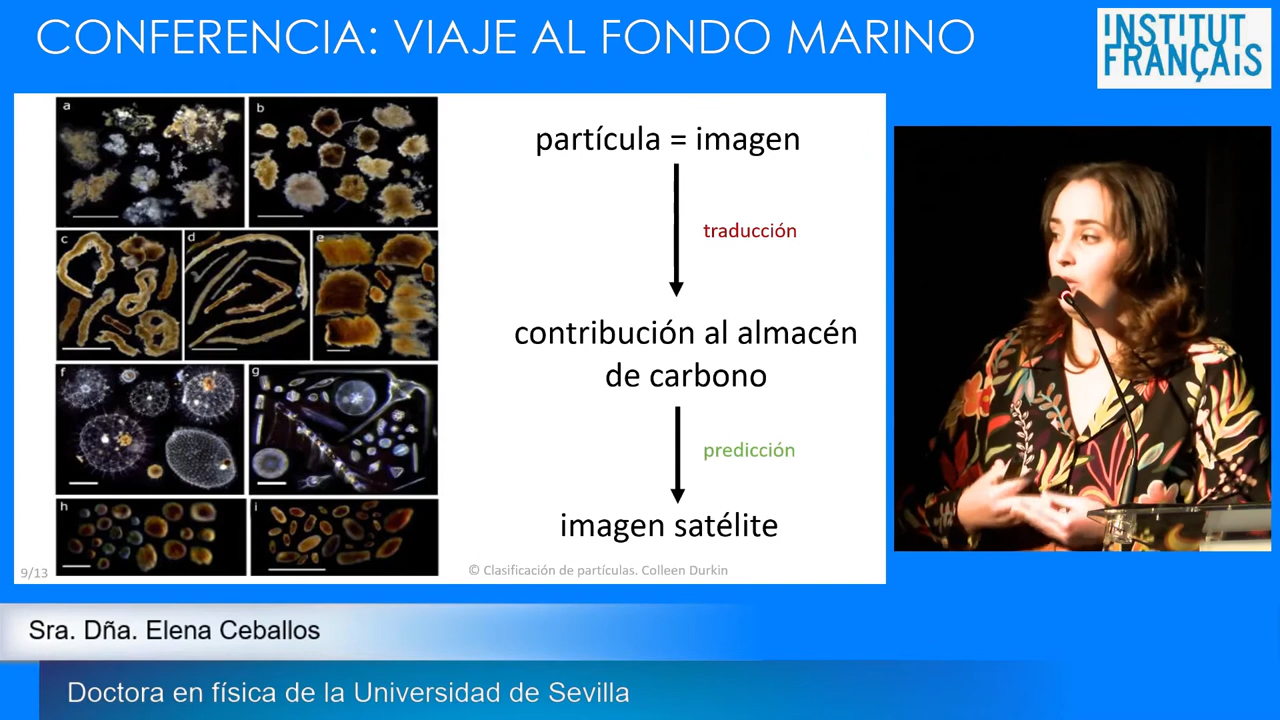 CONFERENCIA: VIAJE AL FONDO MARINO
INSTITUT
FRANÇAIS
a
b
c
d
e
f
g
h
i
partícula = imagen
traducción
contribución al almacén
de carbono
predicción
imagen satélite
9/13
© Clasificación de partículas. Colleen Durkin
Sra. Dña. Elena Ceballos
Doctora en física de la Universidad de Sevilla